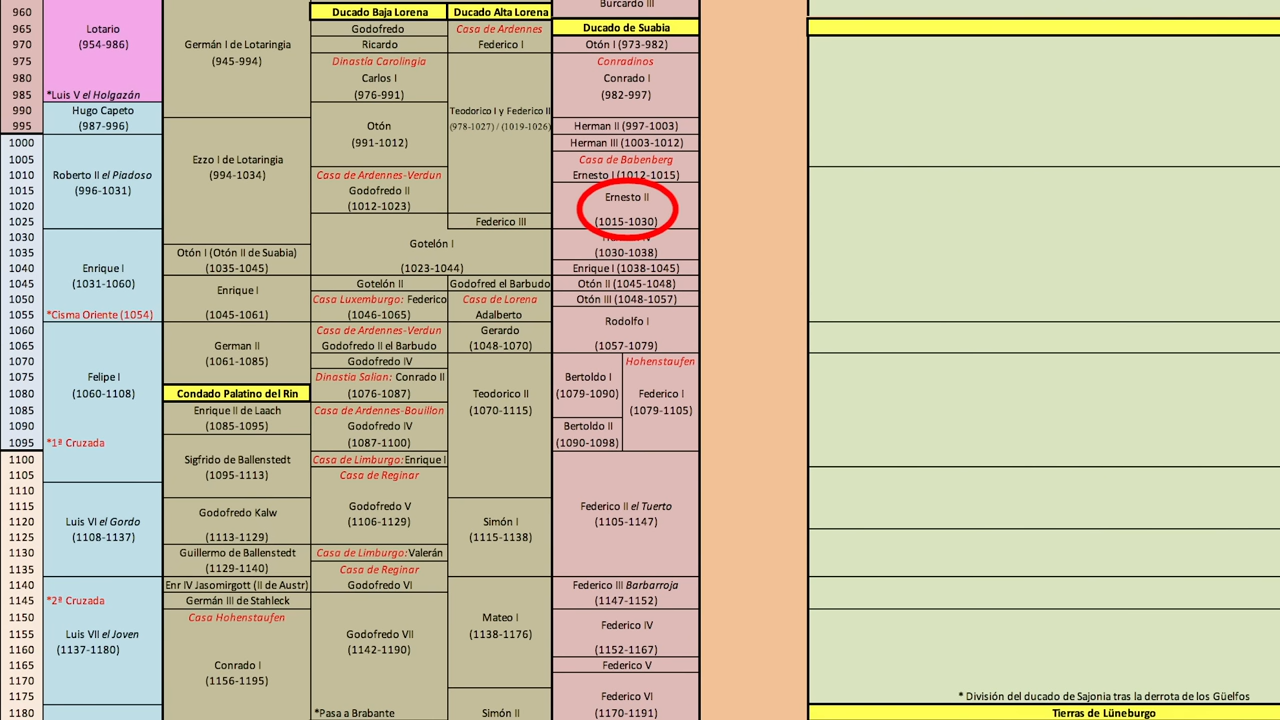 960
965
970
975
980
985
990
995
1000
1005
1010
1015
1020
1025
1030
1035
1040
1045
1050
1055
1060
1065
1070
1075
1080
1085
1090
1095
1100
1105
1110
1115
1120
1125
1130
1135
1140
1145
1150
1155
1160
1165
1170
1175
1180
Lotario
(954-986)
*Luis V el Holgazán
Hugo Capeto
(987-996)
Roberto II el Piadoso
(996-1031)
Enrique I
(1031-1060)
*Cisma Oriente (1054)
Felipe I
(1060-1108)
*1ª Cruzada
Luis VI el Gordo
(1108-1137)
*2ª Cruzada
Luis VII el Joven
(1137-1180)
Germán I de Lotaringia
(945-994)
Ezzo I de Lotaringia
(994-1034)
Otón I (Otón II de Suabia)
(1035-1045)
Enrique I
(1045-1061)
German II
(1061-1085)
Condado Palatino del Rin
Enrique II de Laach
(1085-1095)
Sigfrido de Ballenstedt
(1095-1113)
Godofredo Kalw
(1113-1129)
Guillermo de Ballenstedt
(1129-1140)
Enr IV Jasomirgott (II de Austr)
Germán III de Stahleck
Casa Hohenstaufen
Conrado I
(1156-1195)
Ducado Baja Lorena
Godofredo
Ricardo
Dinastía Carolingia
Carlos I
(976-991)
Otón
(991-1012)
Casa de Ardennes-Verdun
Godofredo II
(1012-1023)
Gotelón I
(1023-1044)
Gotelón II
Casa Luxemburgo: Federico
(1046-1065)
Casa de Ardennes-Verdun
Godofredo II el Barbudo
Godofredo IV
Dinastia Salian: Conrado II
(1076-1087)
Casa de Ardennes-Bouillon
Godofredo IV
(1087-1100)
Casa de Limburgo: Enrique I
Casa de Reginar
Godofredo V
(1106-1129)
Casa de Limburgo: Valerán
Casa de Reginar
Godofredo VI
Godofredo VII
(1142-1190)
*Pasa a Brabante
Ducado Alta Lorena
Casa de Ardennes
Federico I
Teodorico I y Federico II
(978-1027) / (1019-1026)
Federico III
Godofred el Barbudo
Casa de Lorena
Adalberto
Gerardo
(1048-1070)
Teodorico II
(1070-1115)
Simón I
(1115-1138)
Mateo I
(1138-1176)
Simón II
Burcardo III
Ducado de Suabia
Otón I (973-982)
Conradinos
Conrado I
(982-997)
Herman II (997-1003)
Herman III (1003-1012)
Casa de Babenberg
Ernesto I (1012-1015)
Ernesto II
(1015-1030)
(1030-1038)
Enrique I (1038-1045)
Otón II (1045-1048)
Otón III (1048-1057)
Rodolfo I
(1057-1079)
Bertoldo I
(1079-1090)
Bertoldo II
(1090-1098)
Hohenstaufen
Federico I
(1079-1105)
Federico II el Tuerto
(1105-1147)
Federico III Barbarroja
(1147-1152)
Federico IV
(1152-1167)
Federico V
Federico VI
(1170-1191)
* División del ducado de Sajonia tras la derrota de los Güelfos
Tierras de Lüneburgo